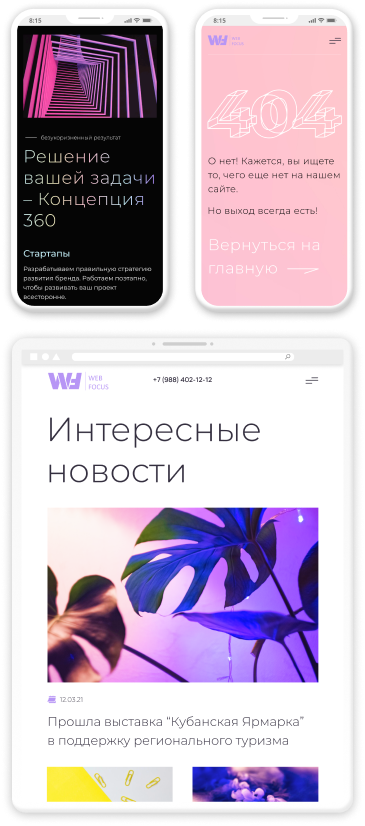 8:15
безукоризненный результат
Решение
вашей задачи
– Концепция
360
Стартапы
Разрабатываем правильную стратегию
развития бренда. Работаем поэтапно,
чтобы развивать ваш проект
всесторонне.
8:15
WF WEB
FOCUS
404
О нет! Кажется, вы ищете
то, чего еще нет на нашем
сайте.
Но выход всегда есть!
Вернуться на
главную
WF WEB
FOCUS
+7 (988) 402-12-12
Интересные
новости
12.03.21
Прошла выставка “Кубанская Ярмарка”
в поддержку регионального туризма